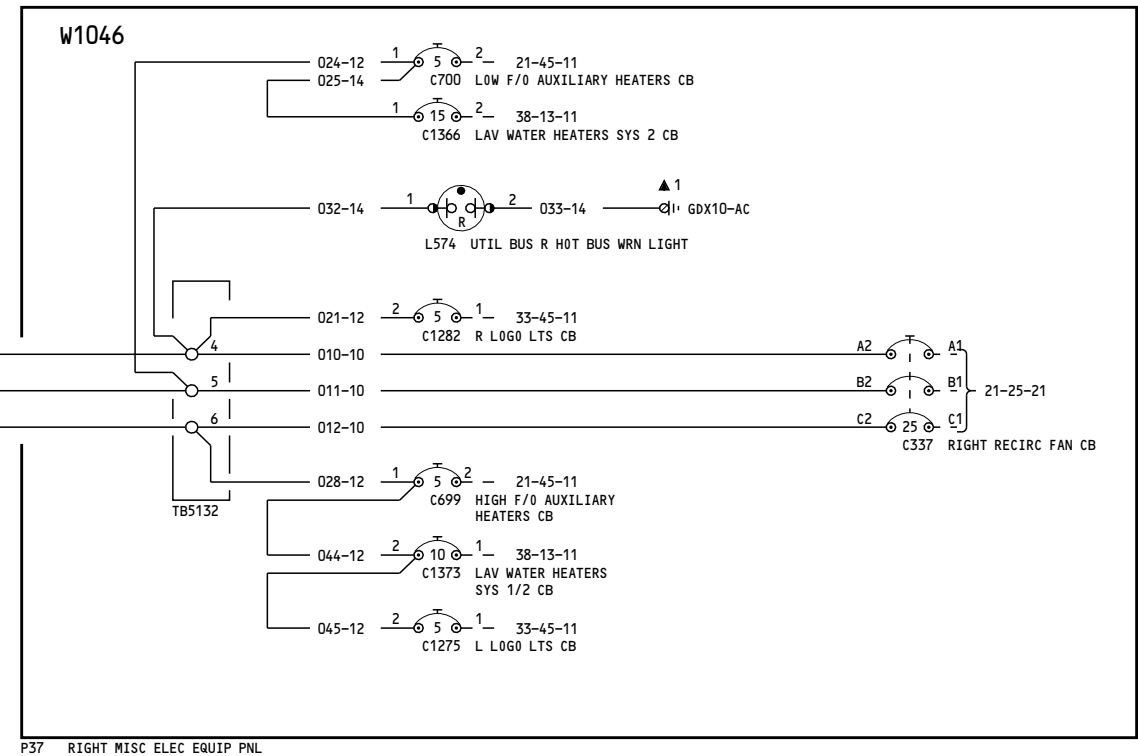 W1046
024-12 1 5 2 21-45-11
025-14 C700 LOW F/O AUXILIARY HEATERS CB
1 15 2 38-13-11
C1366 LAV WATER HEATERS SYS 2 CB
1
032-14 1 R 2 033-14 GDX10-AC
L574 UTIL BUS R HOT BUS WRN LIGHT
021-12 2 5 1 33-45-11
C1282 R LOGO LTS CB
4 010-10 A2 A1
5 011-10 B2 B1 21-25-21
6 012-10 C2 25 C1
C337 RIGHT RECIRC FAN CB
028-12 1 5 2 21-45-11
C699 HIGH F/O AUXILIARY
HEATERS CB
TB5132
044-12 2 10 1 38-13-11
C1373 LAV WATER HEATERS
SYS 1/2 CB
045-12 2 5 1 33-45-11
C1275 L LOGO LTS CB
P37 RIGHT MISC ELEC EQUIP PNL